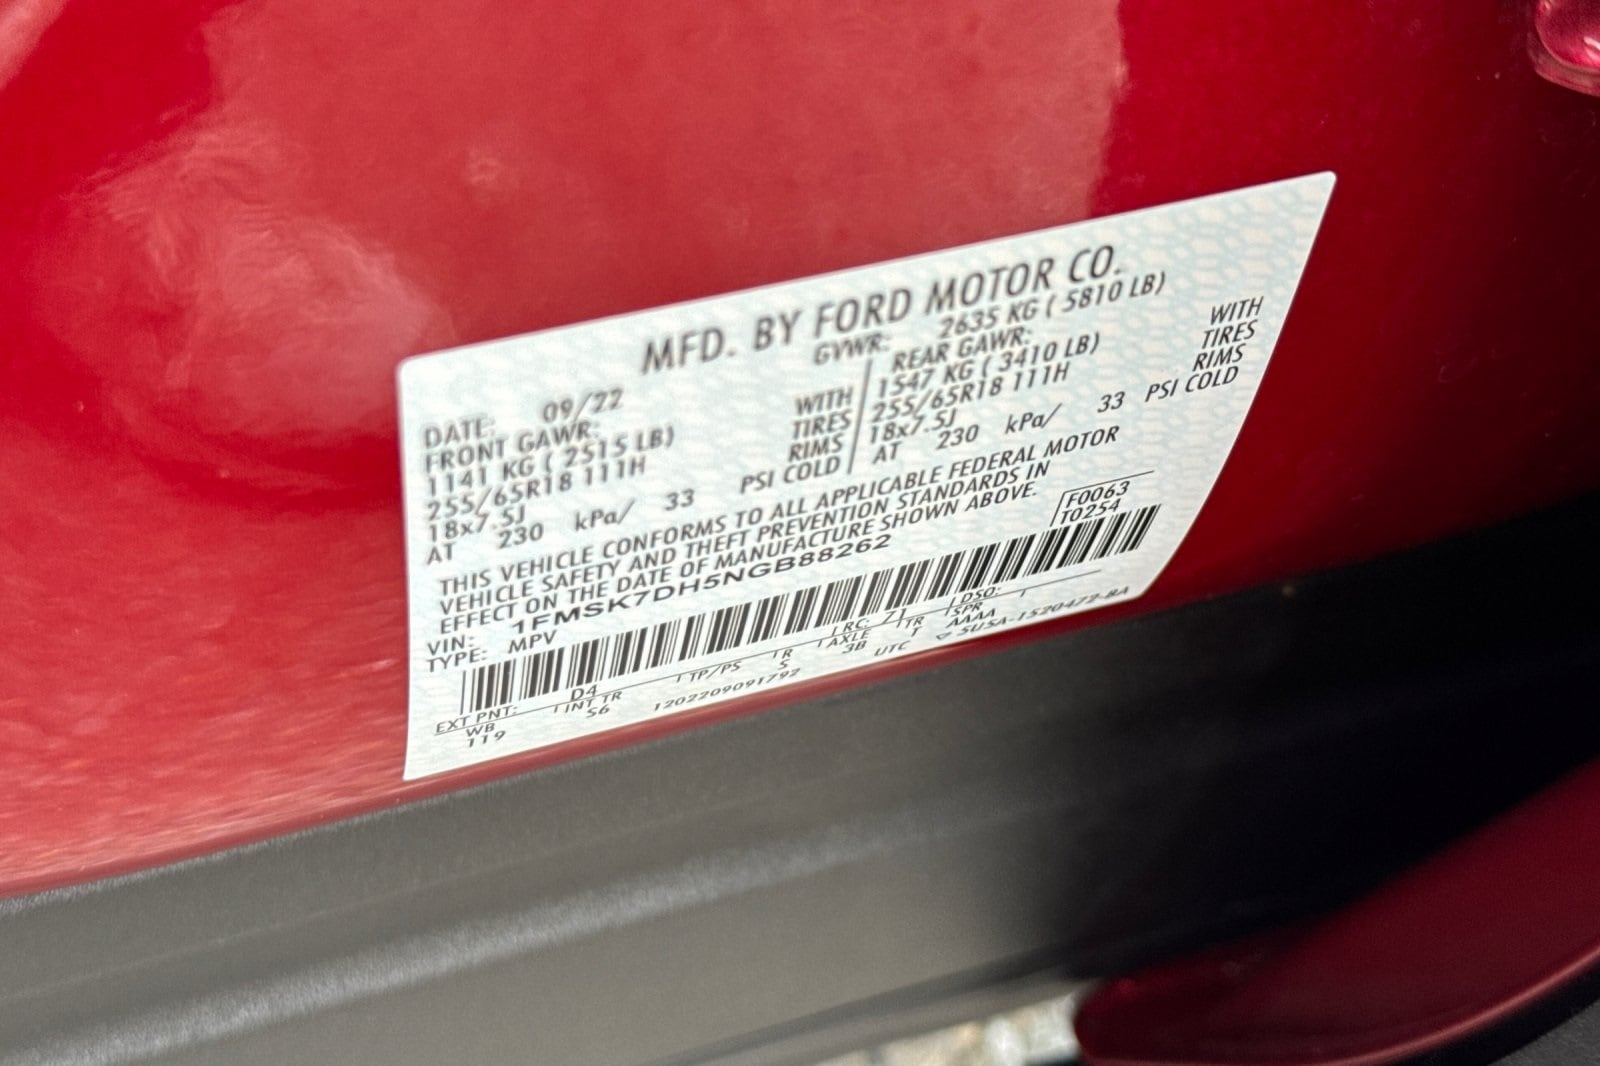 MFD. BY FORD MOTOR CO.
DATE: 09/22 GVWR: 2635 KG ( 5810 LB)
FRONT GAWR: REAR GAWR:
1141 KG ( 2515 LB) WITH 1547 KG ( 3410 LB) WITH
255/65R18 111H TIRES 255/65R18 111H TIRES
18x7.5J RIMS 18x7.5J RIMS
AT 230 kPa/ 33 PSI COLD AT 230 kPa/ 33 PSI COLD
THIS VEHICLE CONFORMS TO ALL APPLICABLE FEDERAL MOTOR
VEHICLE SAFETY AND THEFT PREVENTION STANDARDS IN
EFFECT ON THE DATE OF MANUFACTURE SHOWN ABOVE.
VIN: 1FMSK7DH5NGB88262 F0063
TYPE: MPV T0254
EXT PNT: D4 RC: 71 DSO:
WB INT TR TP/PS R AXLE TR SPR
119 S6 S 3B T AAAA
1202209091792 UTC 5U5A-1520472-BA